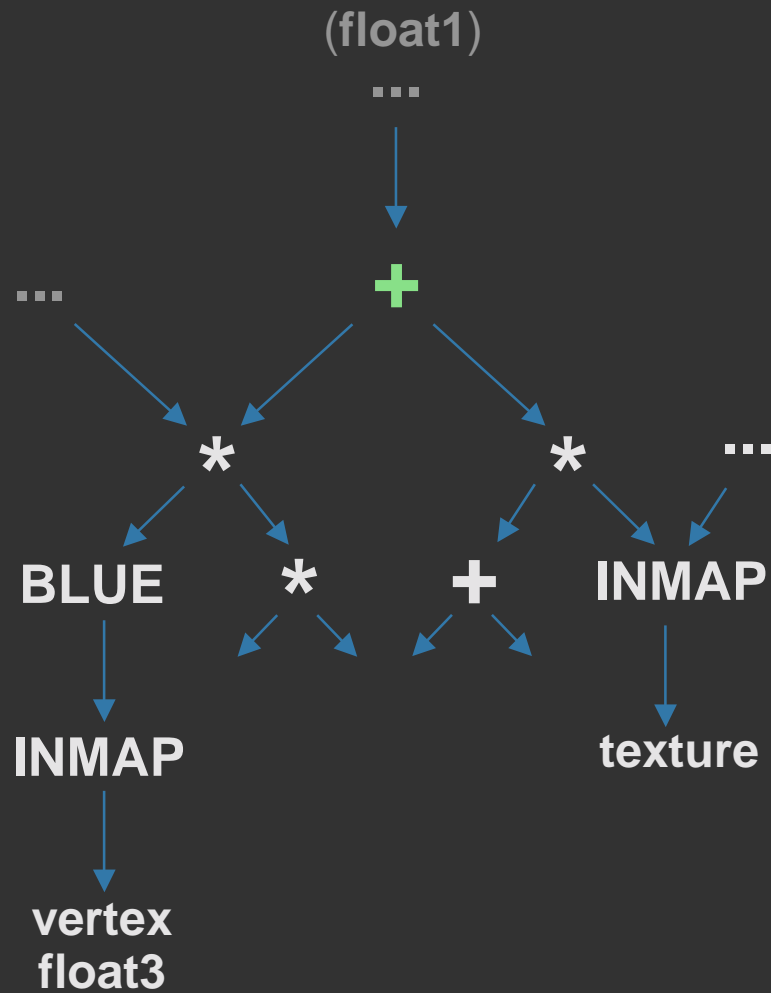 (float1)
...
... +
* * ...
BLUE * + INMAP
INMAP texture
vertex
float3